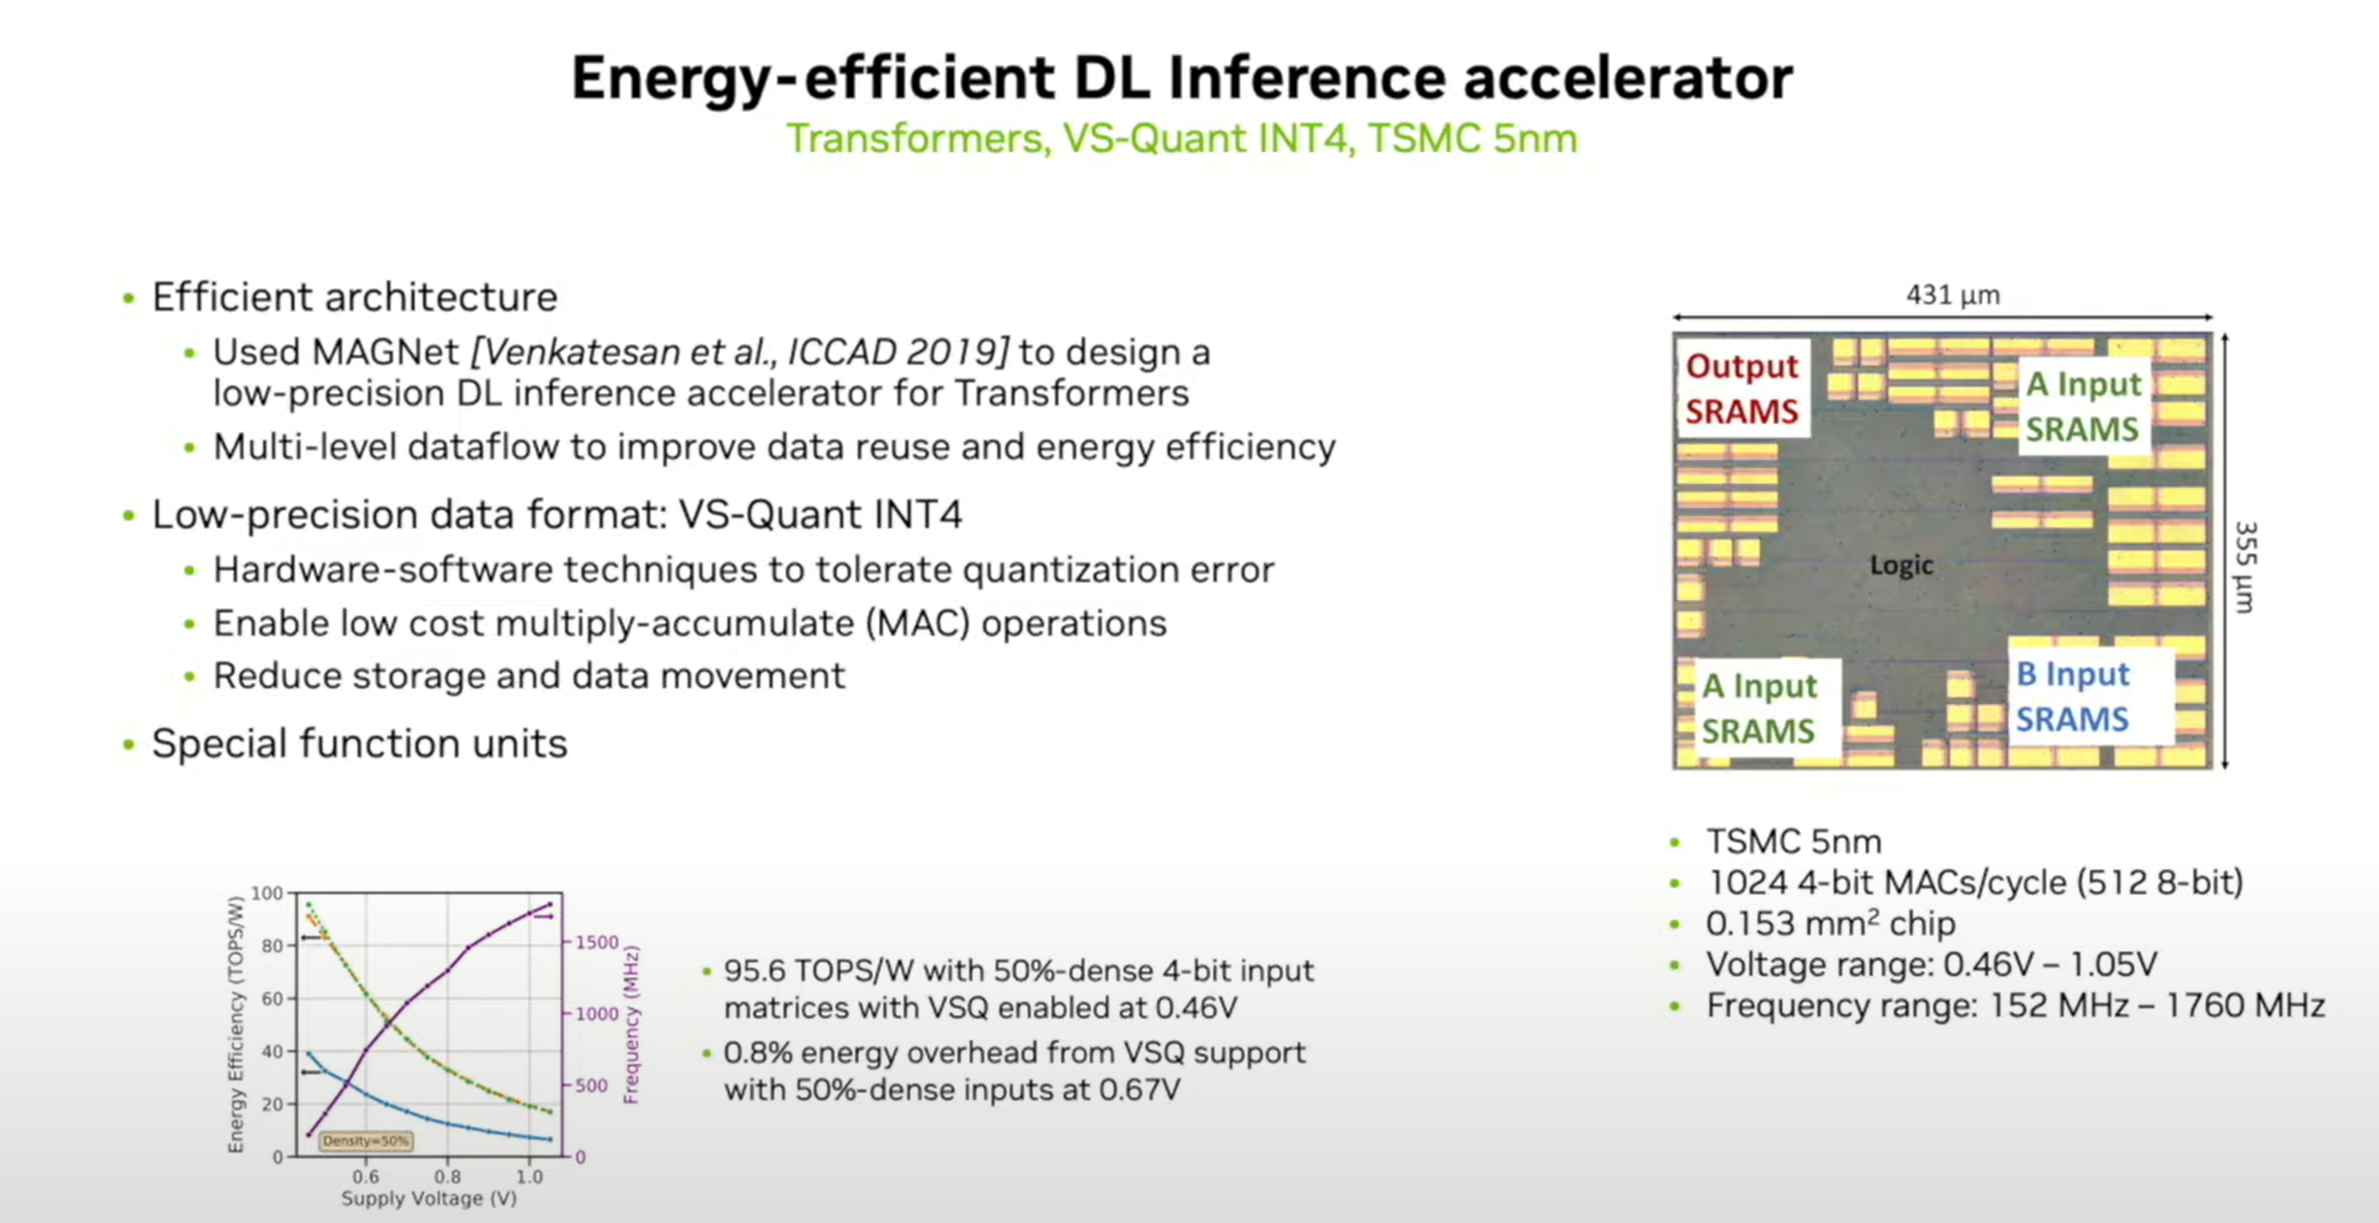 Energy-efficient DL Inference accelerator
Transformers, VS-Quant INT4, TSMC 5nm
• Efficient architecture
• Used MAGNet [Venkatesan et al., ICCAD 2019] to design a
low-precision DL inference accelerator for Transformers
• Multi-level dataflow to improve data reuse and energy efficiency
• Low-precision data format: VS-Quant INT4
• Hardware-software techniques to tolerate quantization error
• Enable low cost multiply-accumulate (MAC) operations
• Reduce storage and data movement
• Special function units
431 µm
Output
SRAMS
A Input
SRAMS
Logic
355 µm
A Input
SRAMS
B Input
SRAMS
• TSMC 5nm
• 1024 4-bit MACs/cycle (512 8-bit)
• 0.153 mm² chip
• Voltage range: 0.46V – 1.05V
• Frequency range: 152 MHz – 1760 MHz
Energy Efficiency (TOPS/W)
100
80
60
40
20
0
Density=50%
0.6
0.8
1.0
Supply Voltage (V)
1500
1000
500
0
Frequency (MHz)
• 95.6 TOPS/W with 50%-dense 4-bit input
matrices with VSQ enabled at 0.46V
• 0.8% energy overhead from VSQ support
with 50%-dense inputs at 0.67V